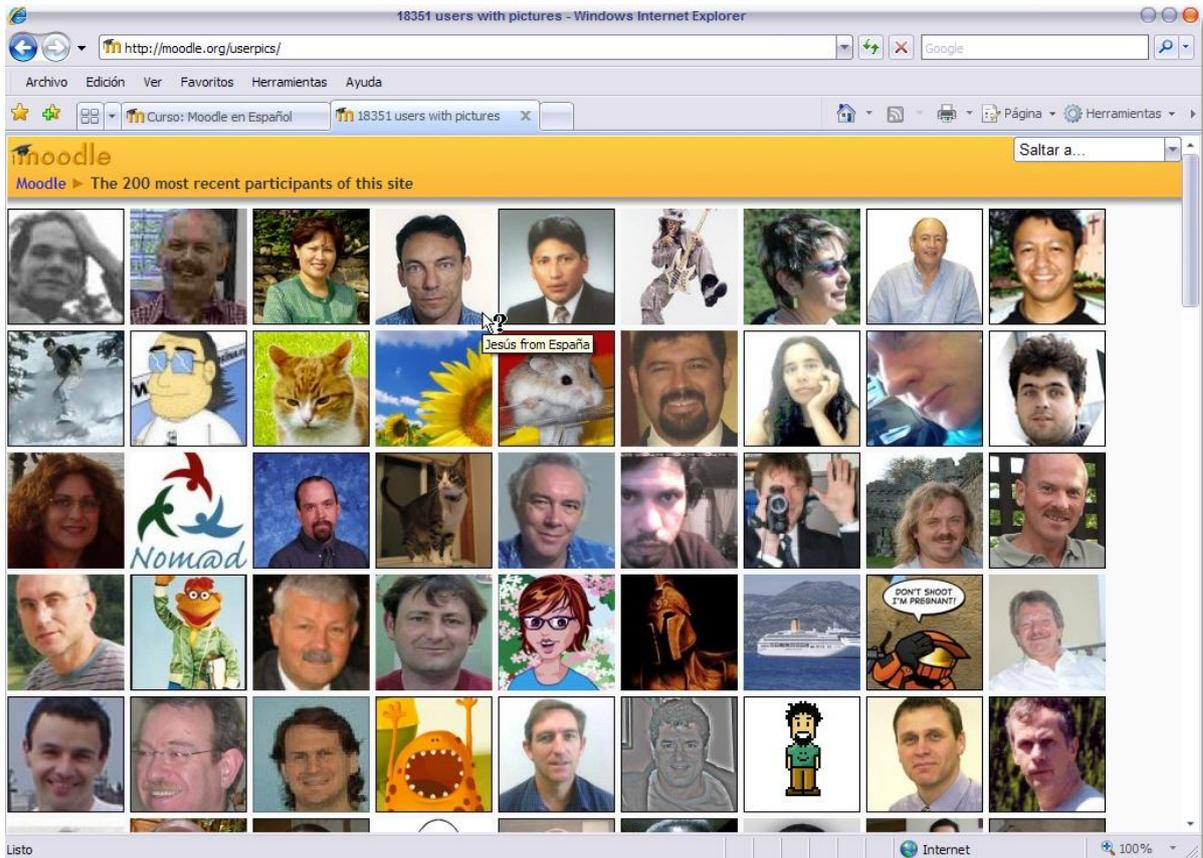 18351 users with pictures - Windows Internet Explorer
http://moodle.org/userpics/
Google
Archivo Edición Ver Favoritos Herramientas Ayuda
Curso: Moodle en Español
18351 users with pictures X
Página
Herramientas
moodle
Saltar a...
Moodle ► The 200 most recent participants of this site
Jesús from España
Nom@d
DON'T SHOOT
I'M PREGNANT!
Listo
Internet
100%